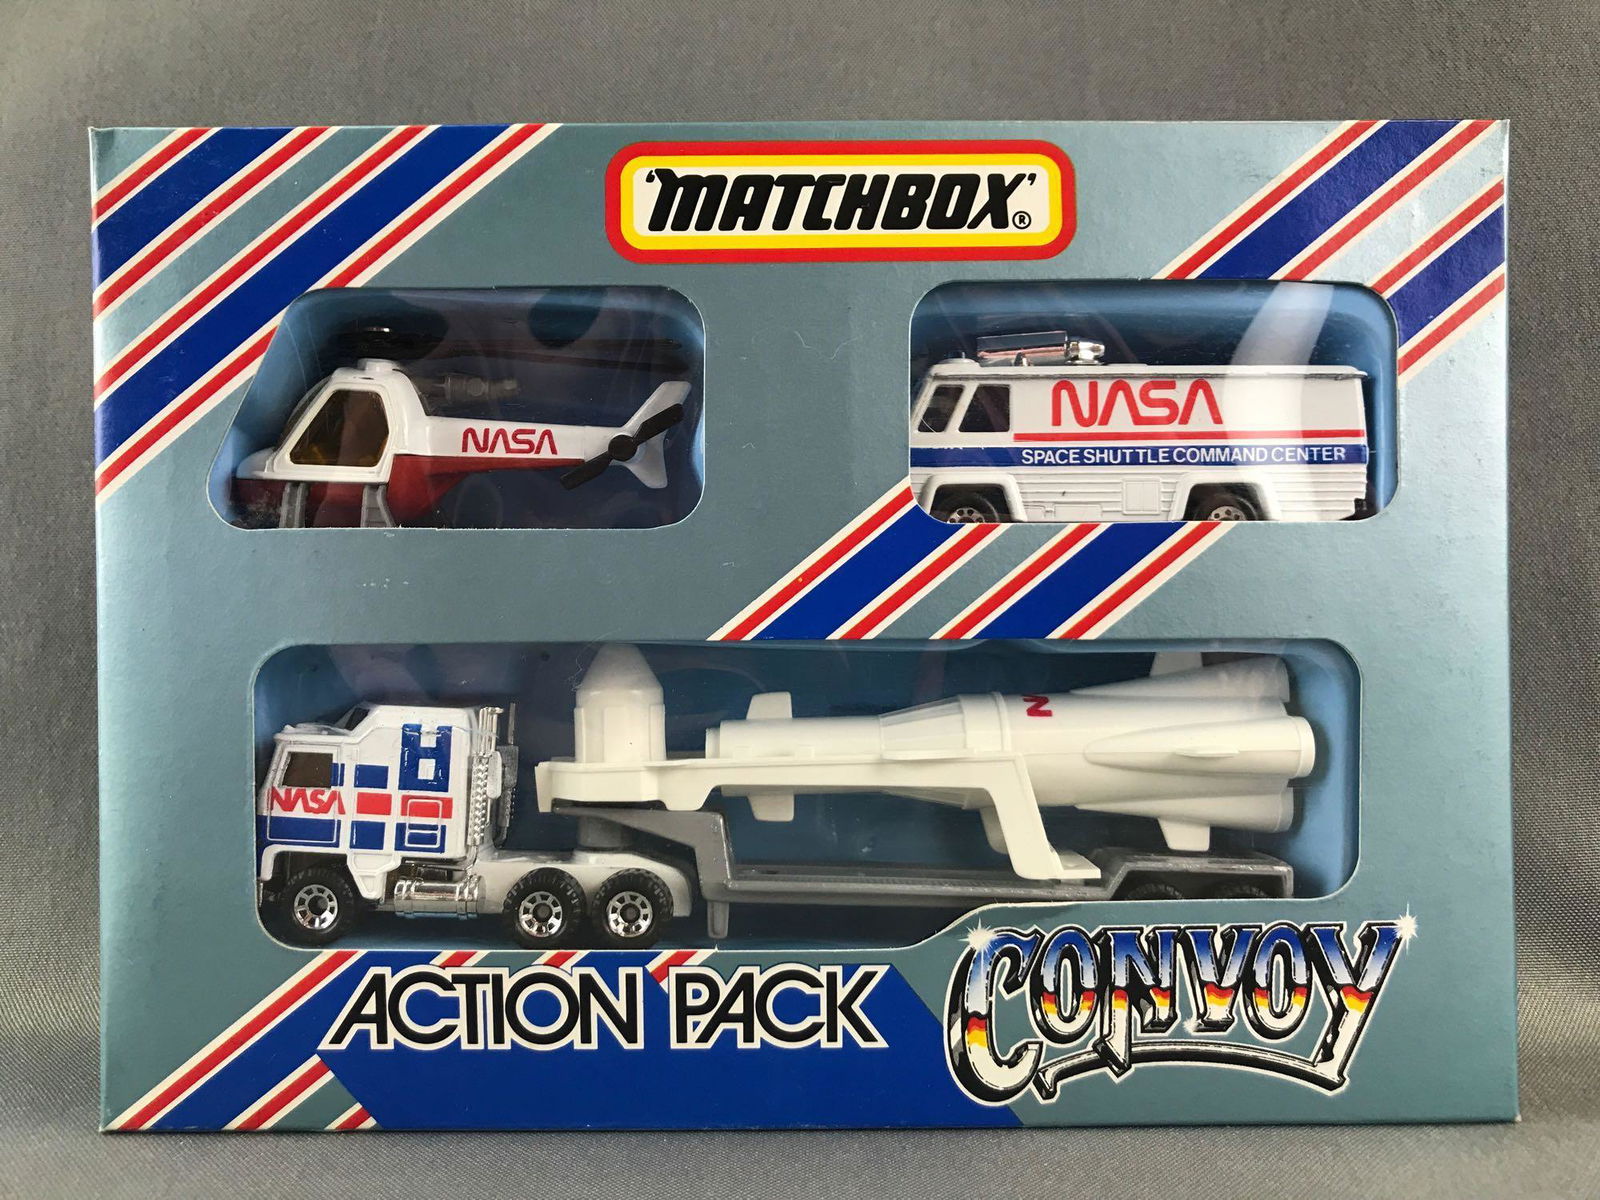 'MATCHBOX'®
NASA
NASA
SPACE SHUTTLE COMMAND CENTER
N
NASA
ACTION PACK
CONVOY